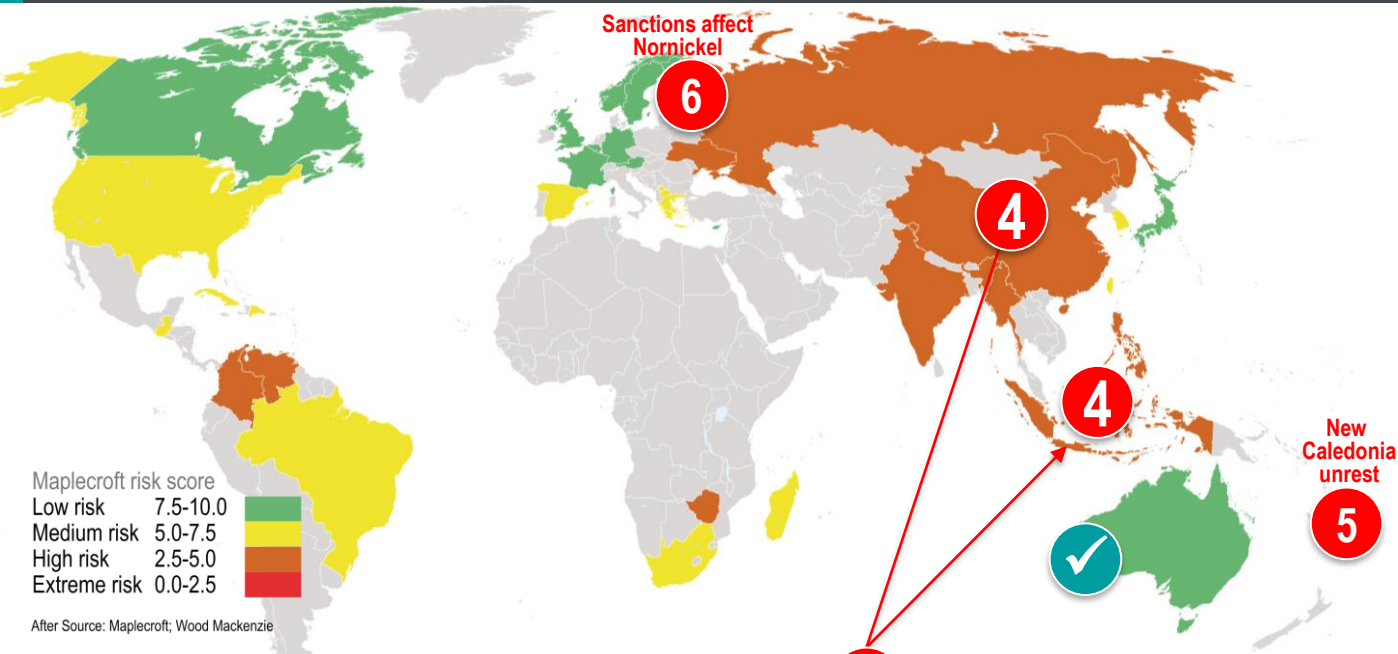 Sanctions affect
Nornickel
6
4
4
New
Caledonia
unrest
5
Maplecroft risk score
Low risk 7.5-10.0
Medium risk 5.0-7.5
High risk 2.5-5.0
Extreme risk 0.0-2.5
After Source: Maplecroft; Wood Mackenzie